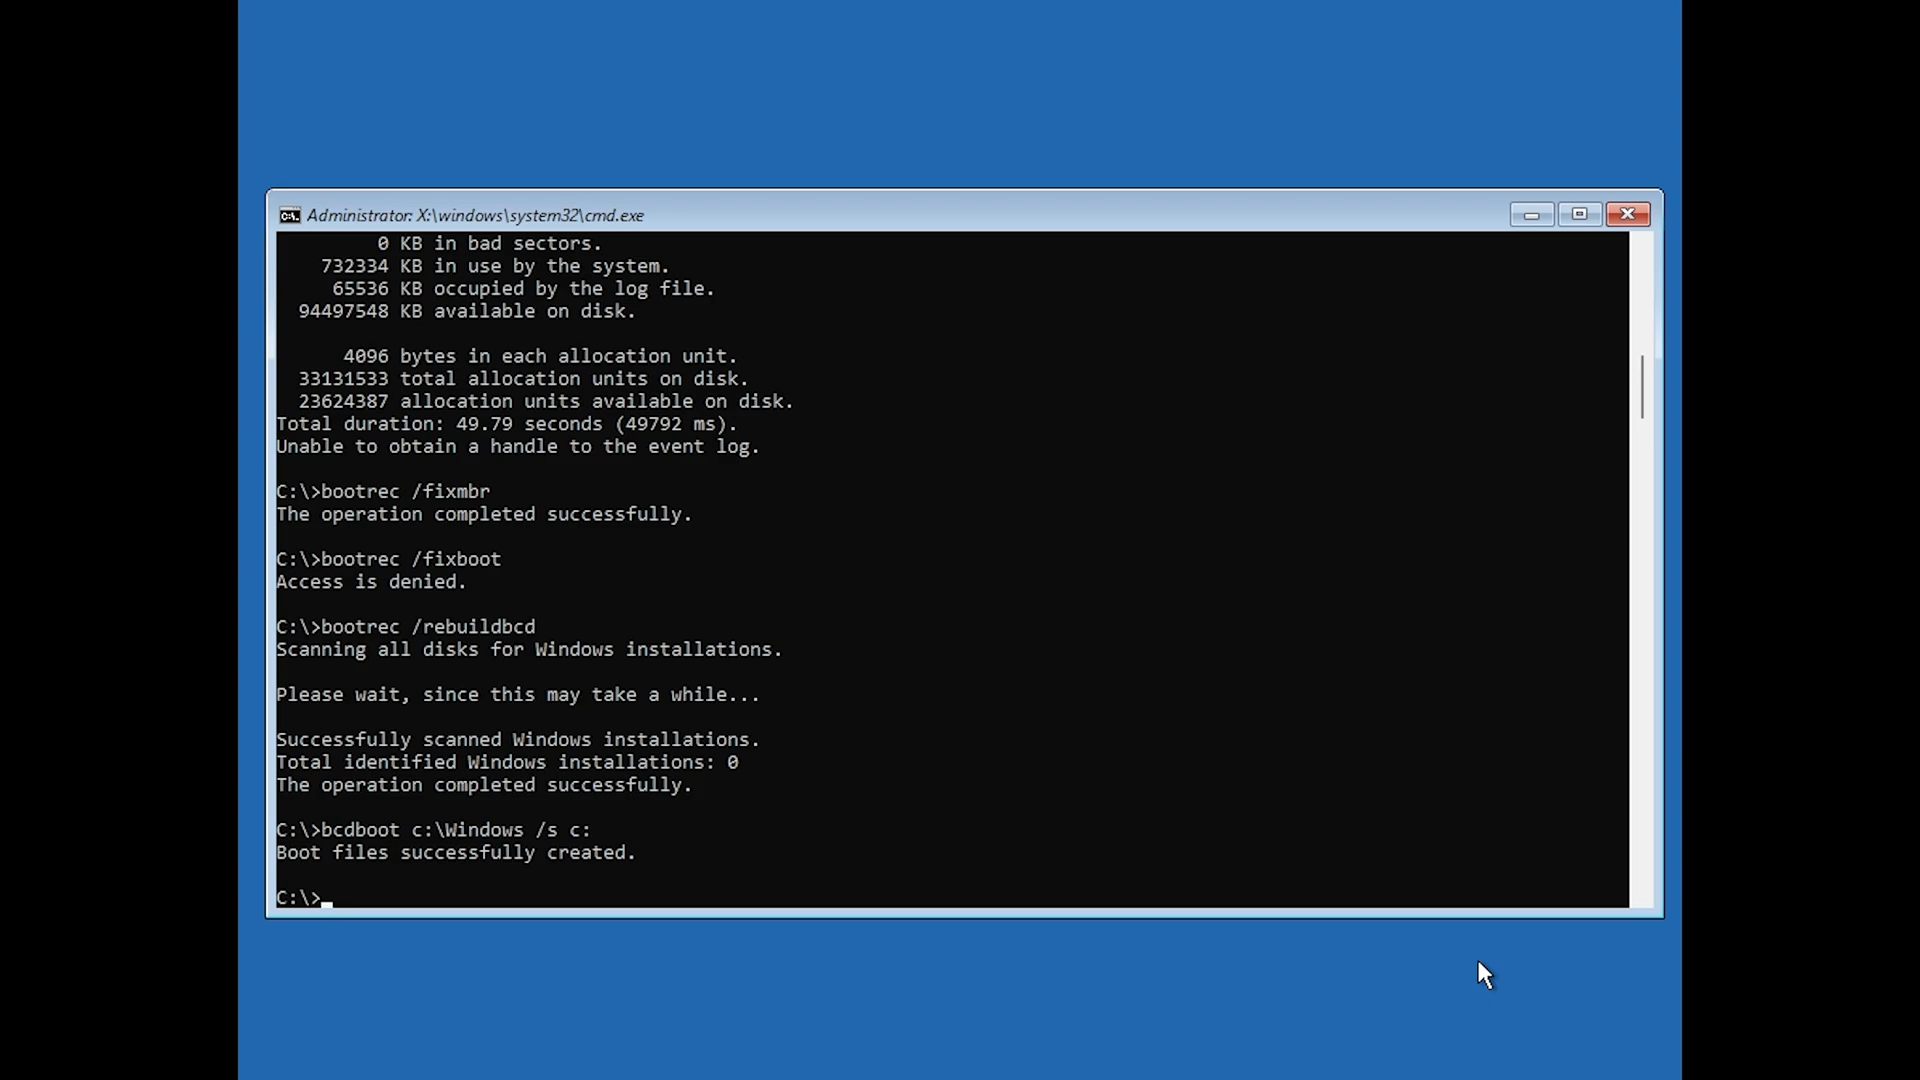 Administrator: X:\windows\system32\cmd.exe
0 KB in bad sectors.
732334 KB in use by the system.
65536 KB occupied by the log file.
94497548 KB available on disk.
4096 bytes in each allocation unit.
33131533 total allocation units on disk.
23624387 allocation units available on disk.
Total duration: 49.79 seconds (49792 ms).
Unable to obtain a handle to the event log.
C:\>bootrec /fixmbr
The operation completed successfully.
C:\>bootrec /fixboot
Access is denied.
C:\>bootrec /rebuildbcd
Scanning all disks for Windows installations.
Please wait, since this may take a while...
Successfully scanned Windows installations.
Total identified Windows installations: 0
The operation completed successfully.
C:\>bcdboot c:\Windows /s c:
Boot files successfully created.
C:\>